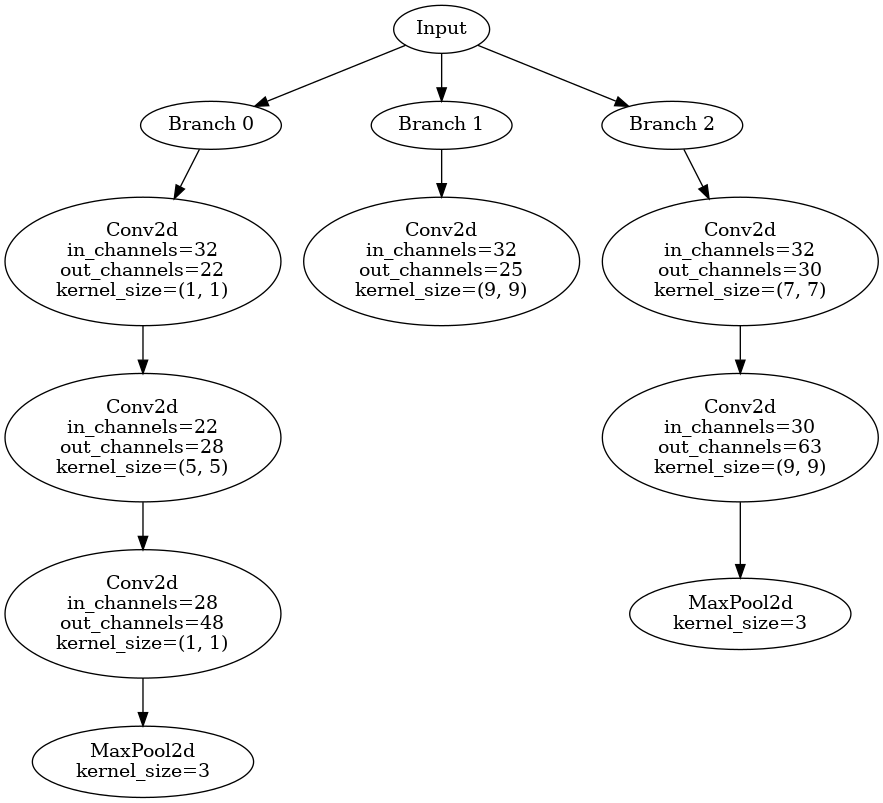 Input
Branch 0
Branch 1
Branch 2
Conv2d
in_channels=32
out_channels=22
kernel_size=(1, 1)
Conv2d
in_channels=32
out_channels=25
kernel_size=(9, 9)
Conv2d
in_channels=32
out_channels=30
kernel_size=(7, 7)
Conv2d
in_channels=22
out_channels=28
kernel_size=(5, 5)
Conv2d
in_channels=30
out_channels=63
kernel_size=(9, 9)
Conv2d
in_channels=28
out_channels=48
kernel_size=(1, 1)
MaxPool2d
kernel_size=3
MaxPool2d
kernel_size=3